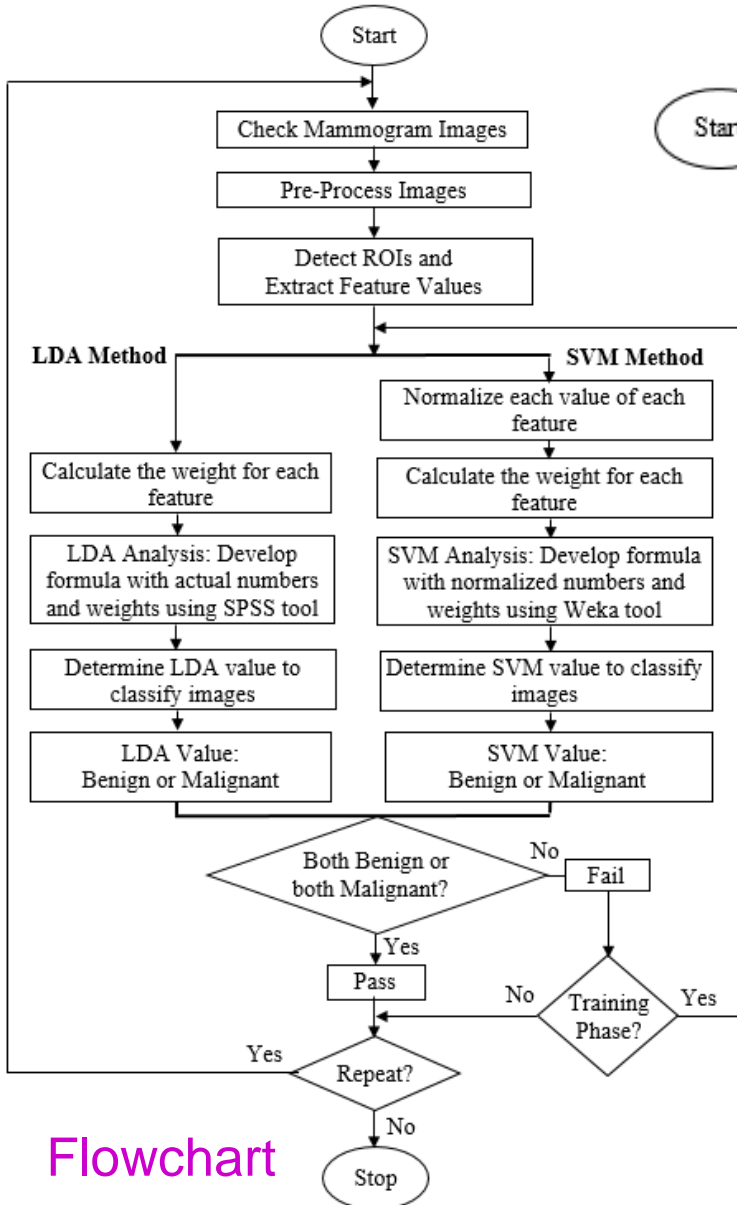 Start
Check Mammogram Images
Star
Pre-Process Images
Detect ROIs and
Extract Feature Values
LDA Method
SVM Method
Normalize each value of each
feature
Calculate the weight for each
feature
Calculate the weight for each
feature
LDA Analysis: Develop
formula with actual numbers
and weights using SPSS tool
SVM Analysis: Develop formula
with normalized numbers and
weights using Weka tool
Determine LDA value to
classify images
Determine SVM value to classify
images
LDA Value:
Benign or Malignant
SVM Value:
Benign or Malignant
Both Benign or
both Malignant?
No
Fail
Yes
Pass
No
Training
Phase?
Yes
Yes
Repeat?
No
Flowchart
Stop